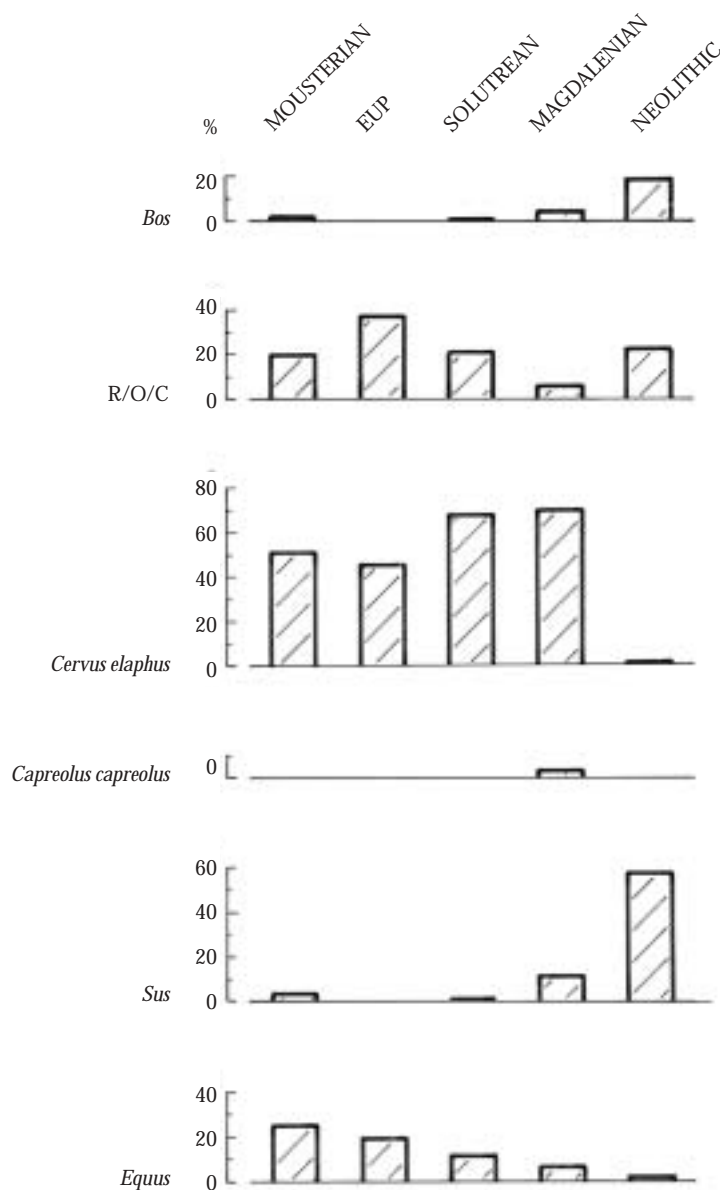 MOUSTERIAN
EUP
SOLUTREAN
MAGDALENIAN
NEOLITHIC
%
20
Bos
0
40
20
R/O/C
0
80
60
40
20
Cervus elaphus
0
Capreolus capreolus
0
60
40
20
Sus
0
40
20
Equus
0